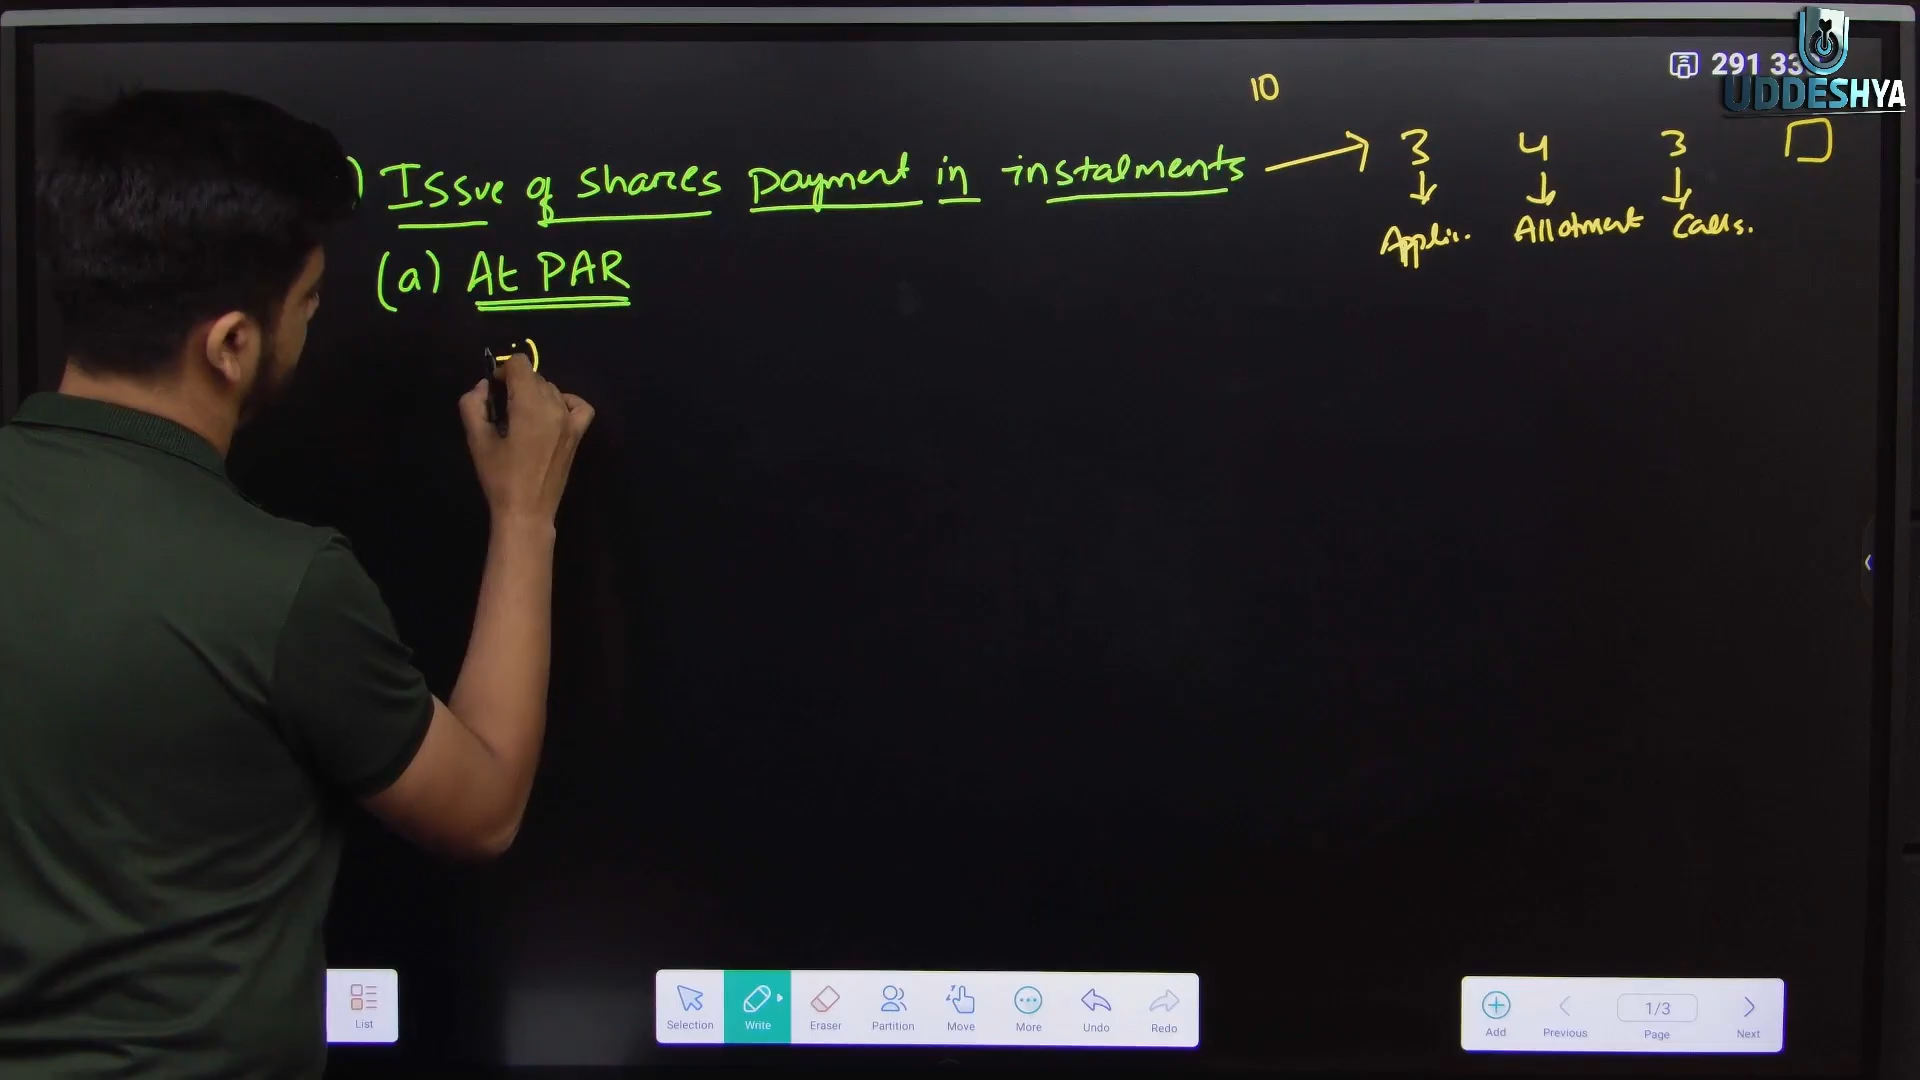 291 33
UDDESHYA
10
) Issue of shares payment in instalments → 3 4 3
Applic. Allotment Calls.
(a) At PAR
i)
List
Selection Write Eraser Partition Move More Undo Redo
Add Previous 1/3 Page Next